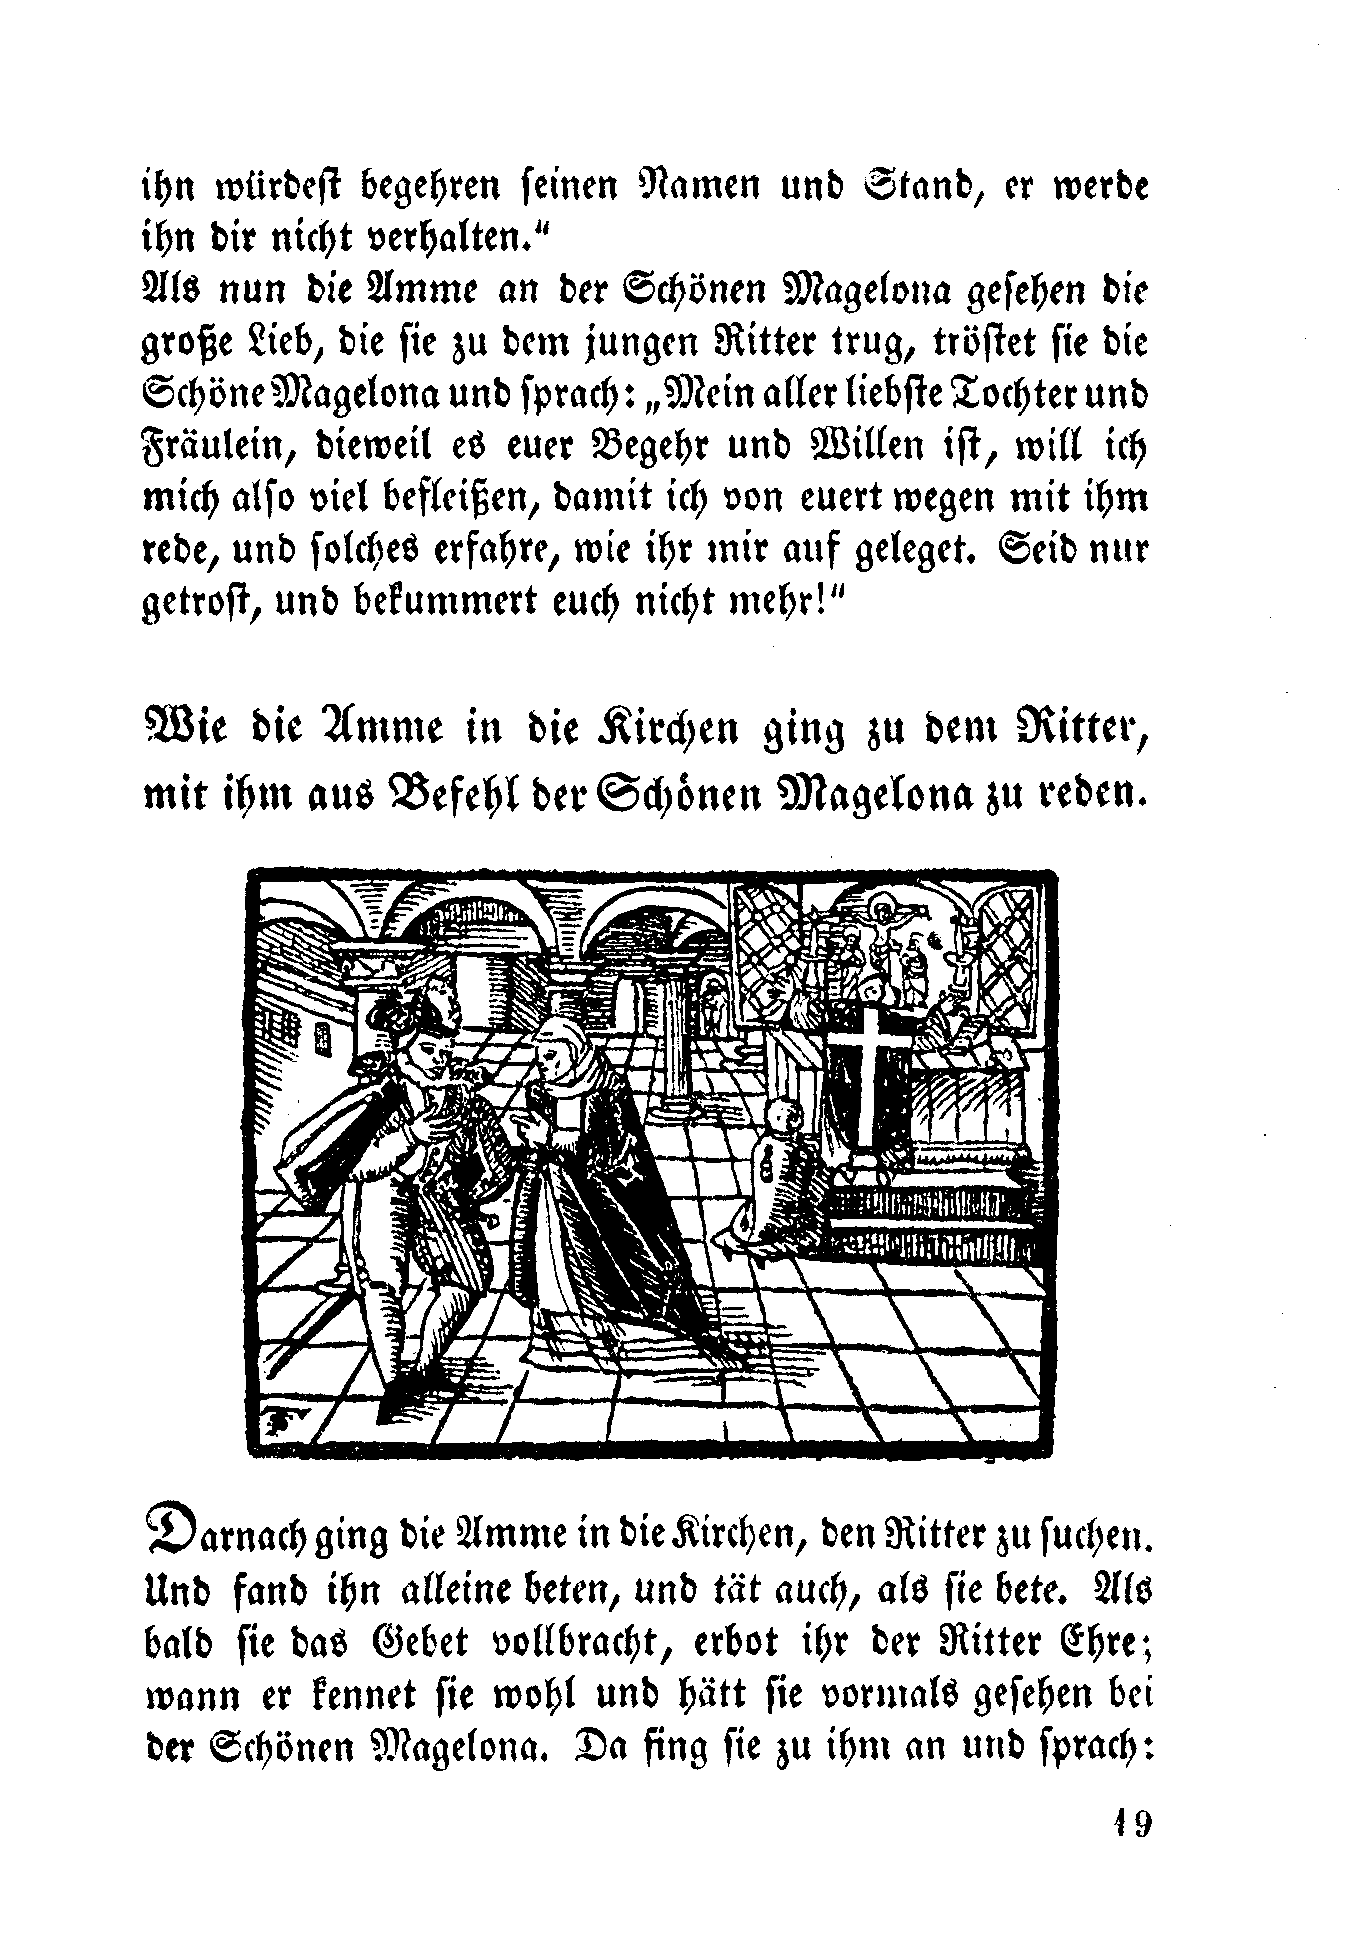 ihn würdest begehren seinen Namen und Stand, er werde
ihn dir nicht verhalten.“
Als nun die Amme an der Schönen Magelona gesehen die
große Lieb, die sie zu dem jungen Ritter trug, tröstet sie die
Schöne Magelona und sprach: „Mein aller liebste Tochter und
Fräulein, dieweil es euer Begehr und Willen ist, will ich
mich also viel befleißen, damit ich von euert wegen mit ihm
rede, und solches erfahre, wie ihr mir auf geleget. Seid nur
getrost, und bekummert euch nicht mehr!“
Wie die Amme in die Kirchen ging zu dem Ritter,
mit ihm aus Befehl der Schönen Magelona zu reden.
Darnach ging die Amme in die Kirchen, den Ritter zu suchen.
Und fand ihn alleine beten, und tät auch, als sie bete. Als
bald sie das Gebet vollbracht, erbot ihr der Ritter Ehre;
wann er kennet sie wohl und hätt sie vormals gesehen bei
der Schönen Magelona. Da fing sie zu ihm an und sprach:
19